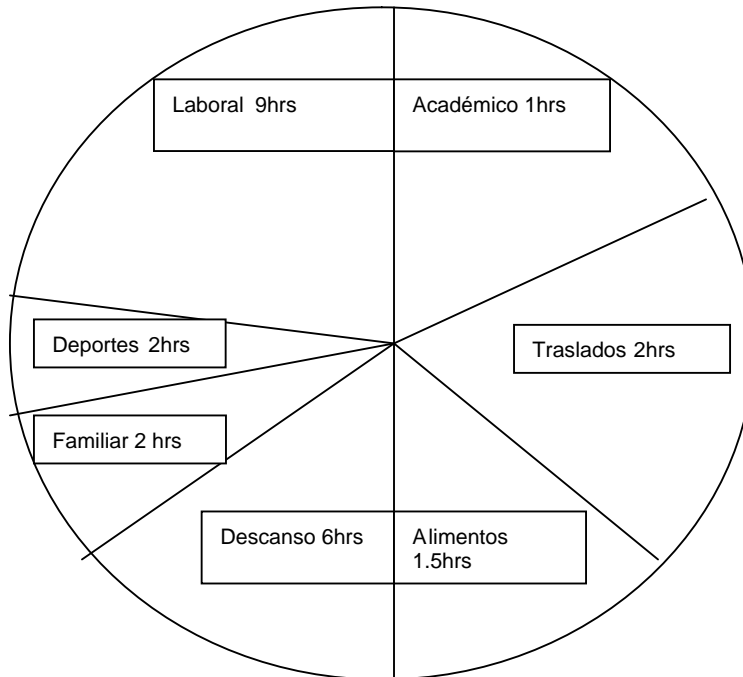 Laboral 9hrs
Académico 1hrs
Deportes 2hrs
Traslados 2hrs
Familiar 2 hrs
Descanso 6hrs
Alimentos
1.5hrs